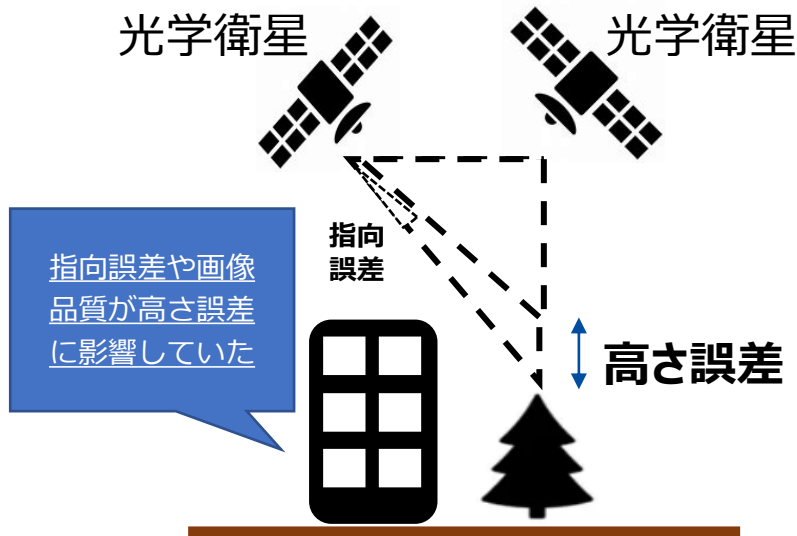 光学衛星
光学衛星
指向
誤差
指向誤差や画像
品質が高さ誤差
に影響していた
高さ誤差